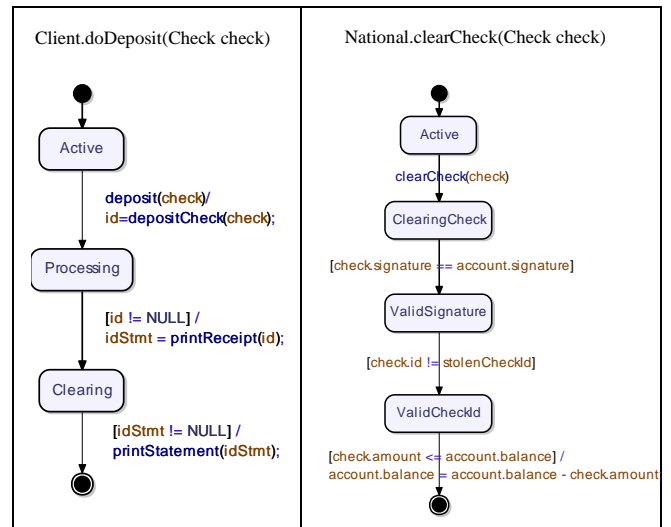 Client.doDeposit(Check check)
Active
deposit(check)/
id=depositCheck(check);
Processing
[id != NULL] /
idStmt = printReceipt(id);
Clearing
[idStmt != NULL] /
printStatement(idStmt);
National.clearCheck(Check check)
Active
clearCheck(check)
ClearingCheck
[check.signature == account.signature]
ValidSignature
[check.id != stolenCheckId]
ValidCheckId
[check.amount <= account.balance] /
account.balance = account.balance - check.amount